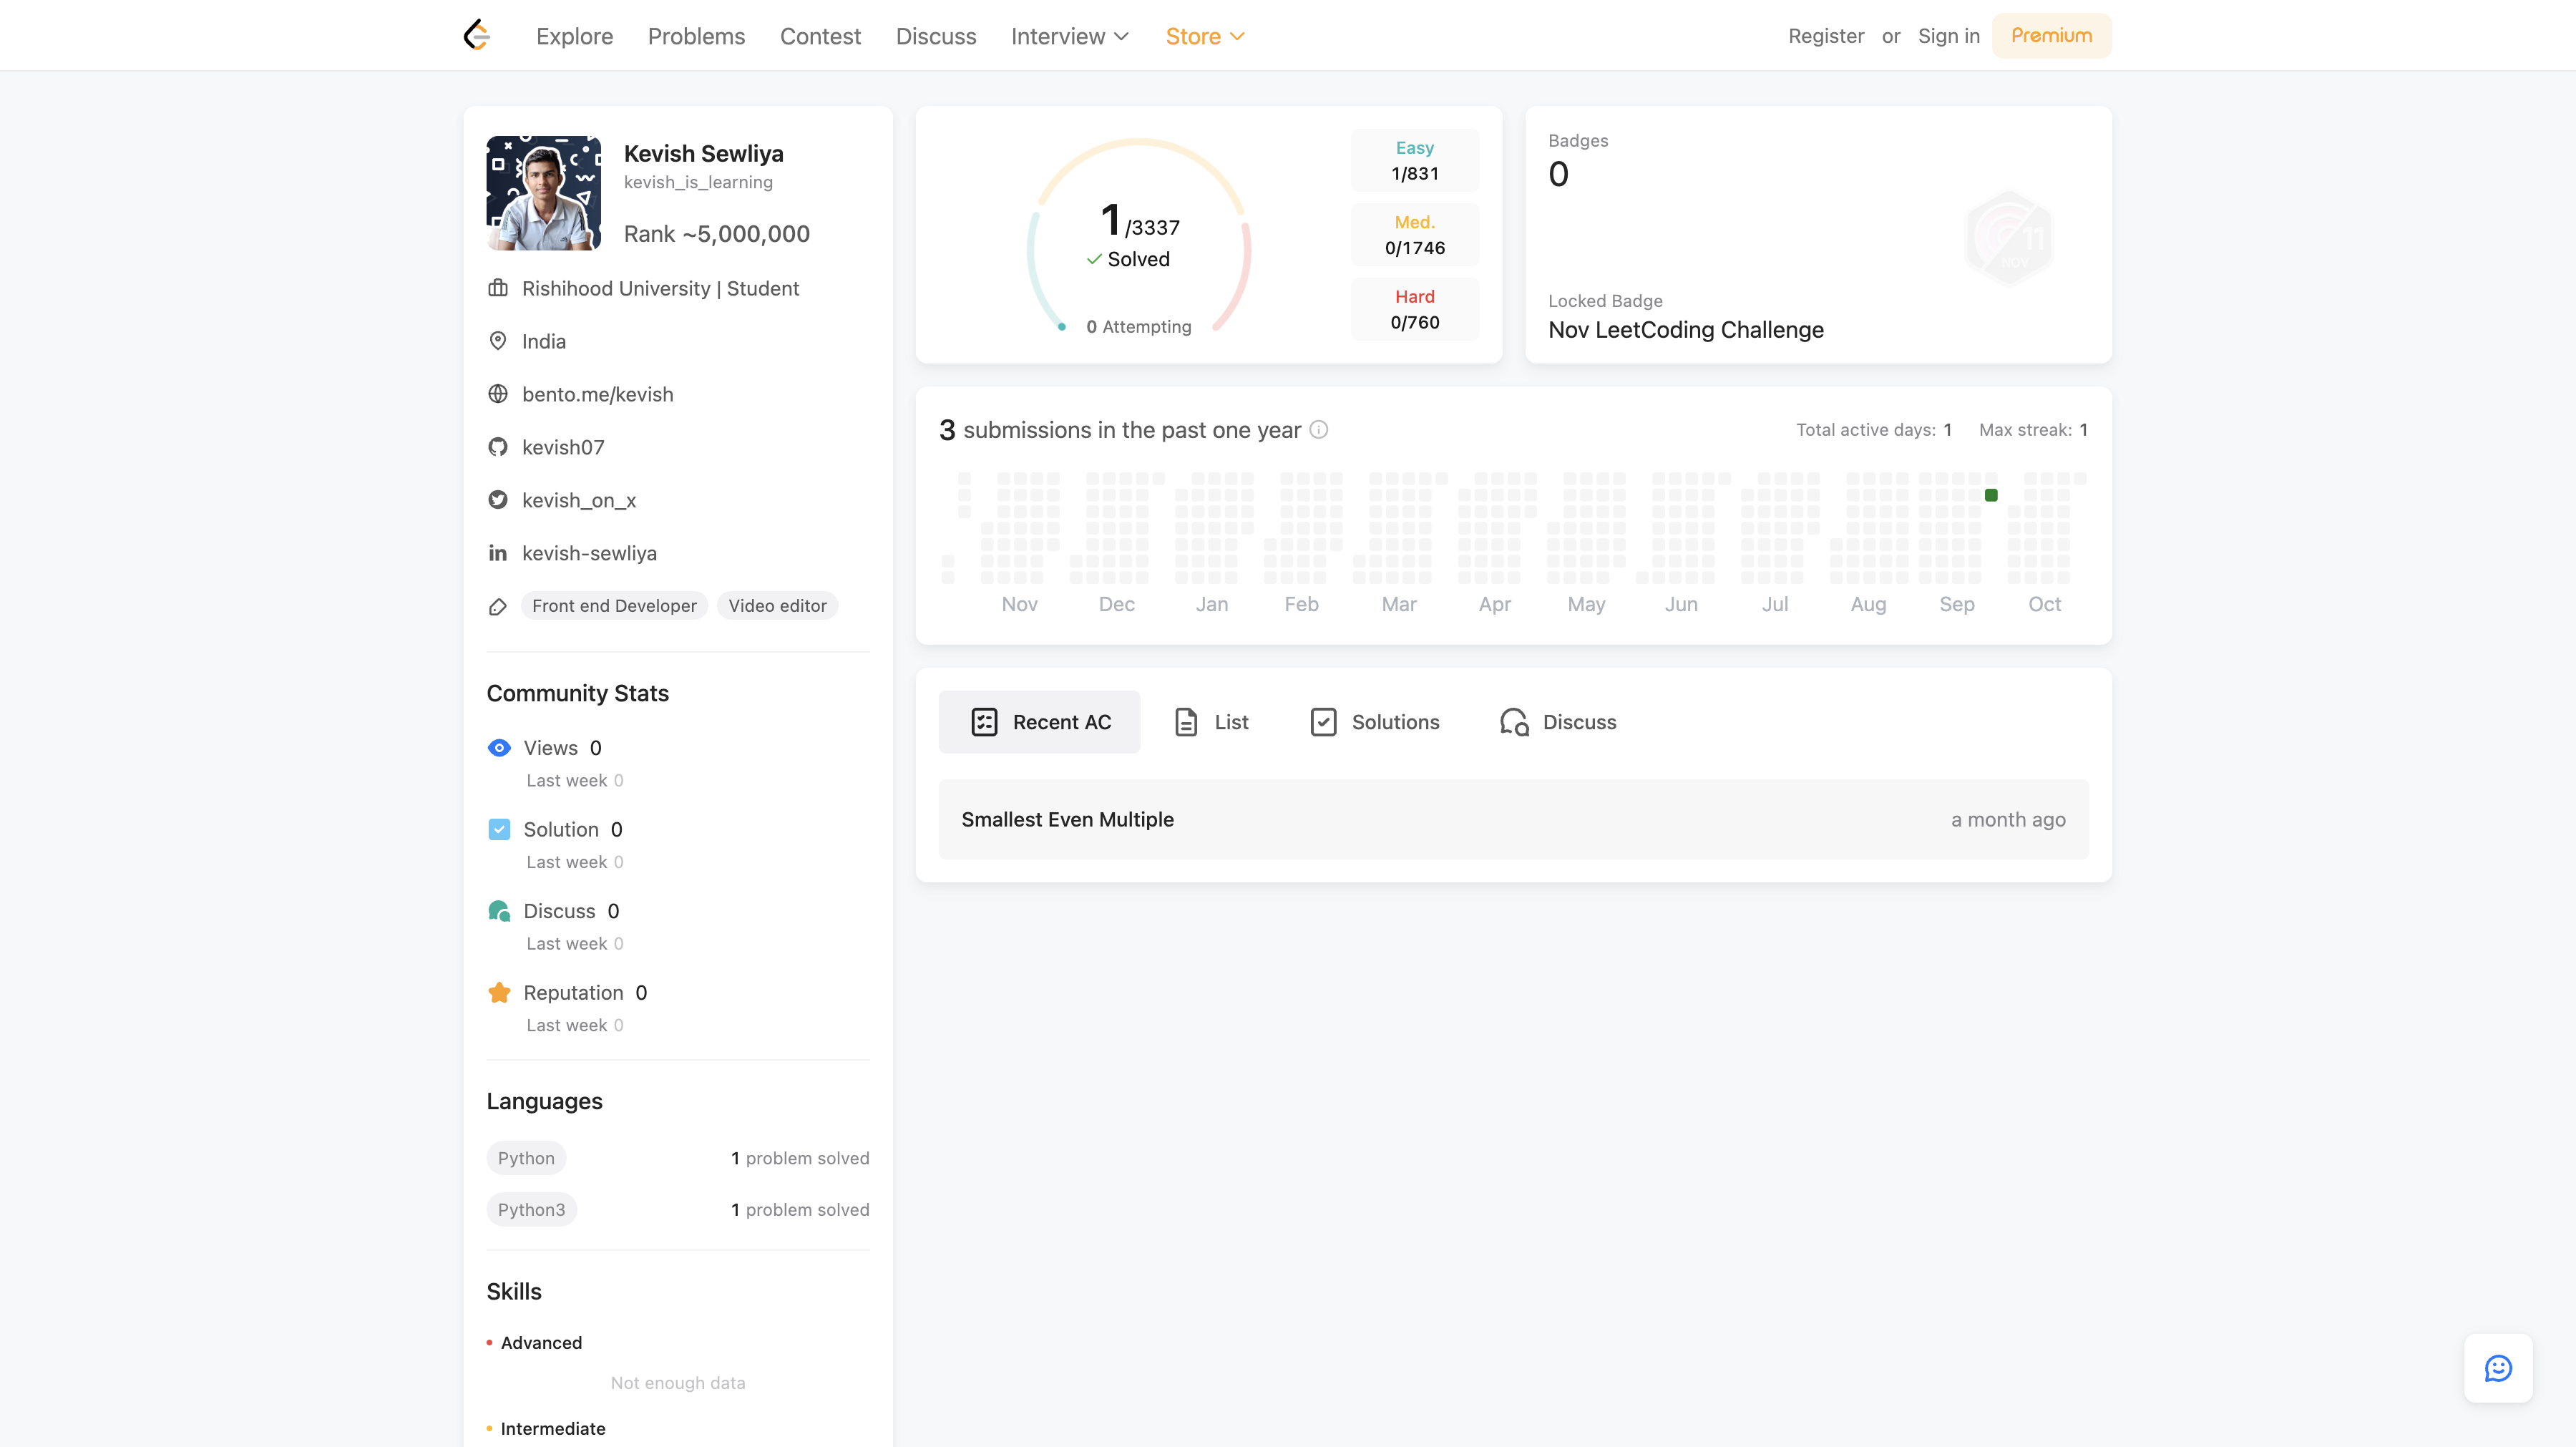 Explore Problems Contest Discuss Interview Store Register or Sign in Premium
Kevish Sewliya
kevish_is_learning
Rank ~5,000,000
Rishihood University | Student
India
bento.me/kevish
kevish07
kevish_on_x
kevish-sewliya
Front end Developer Video editor
Community Stats
Views 0
Last week 0
Solution 0
Last week 0
Discuss 0
Last week 0
Reputation 0
Last week 0
Languages
Python 1 problem solved
Python3 1 problem solved
Skills
Advanced
Not enough data
Intermediate
1/3337
Solved
0 Attempting
Easy
1/831
Med.
0/1746
Hard
0/760
Badges
0
11
NOV
Locked Badge
Nov LeetCoding Challenge
3 submissions in the past one year Total active days: 1 Max streak: 1
Nov Dec Jan Feb Mar Apr May Jun Jul Aug Sep Oct
Recent AC List Solutions Discuss
Smallest Even Multiple a month ago